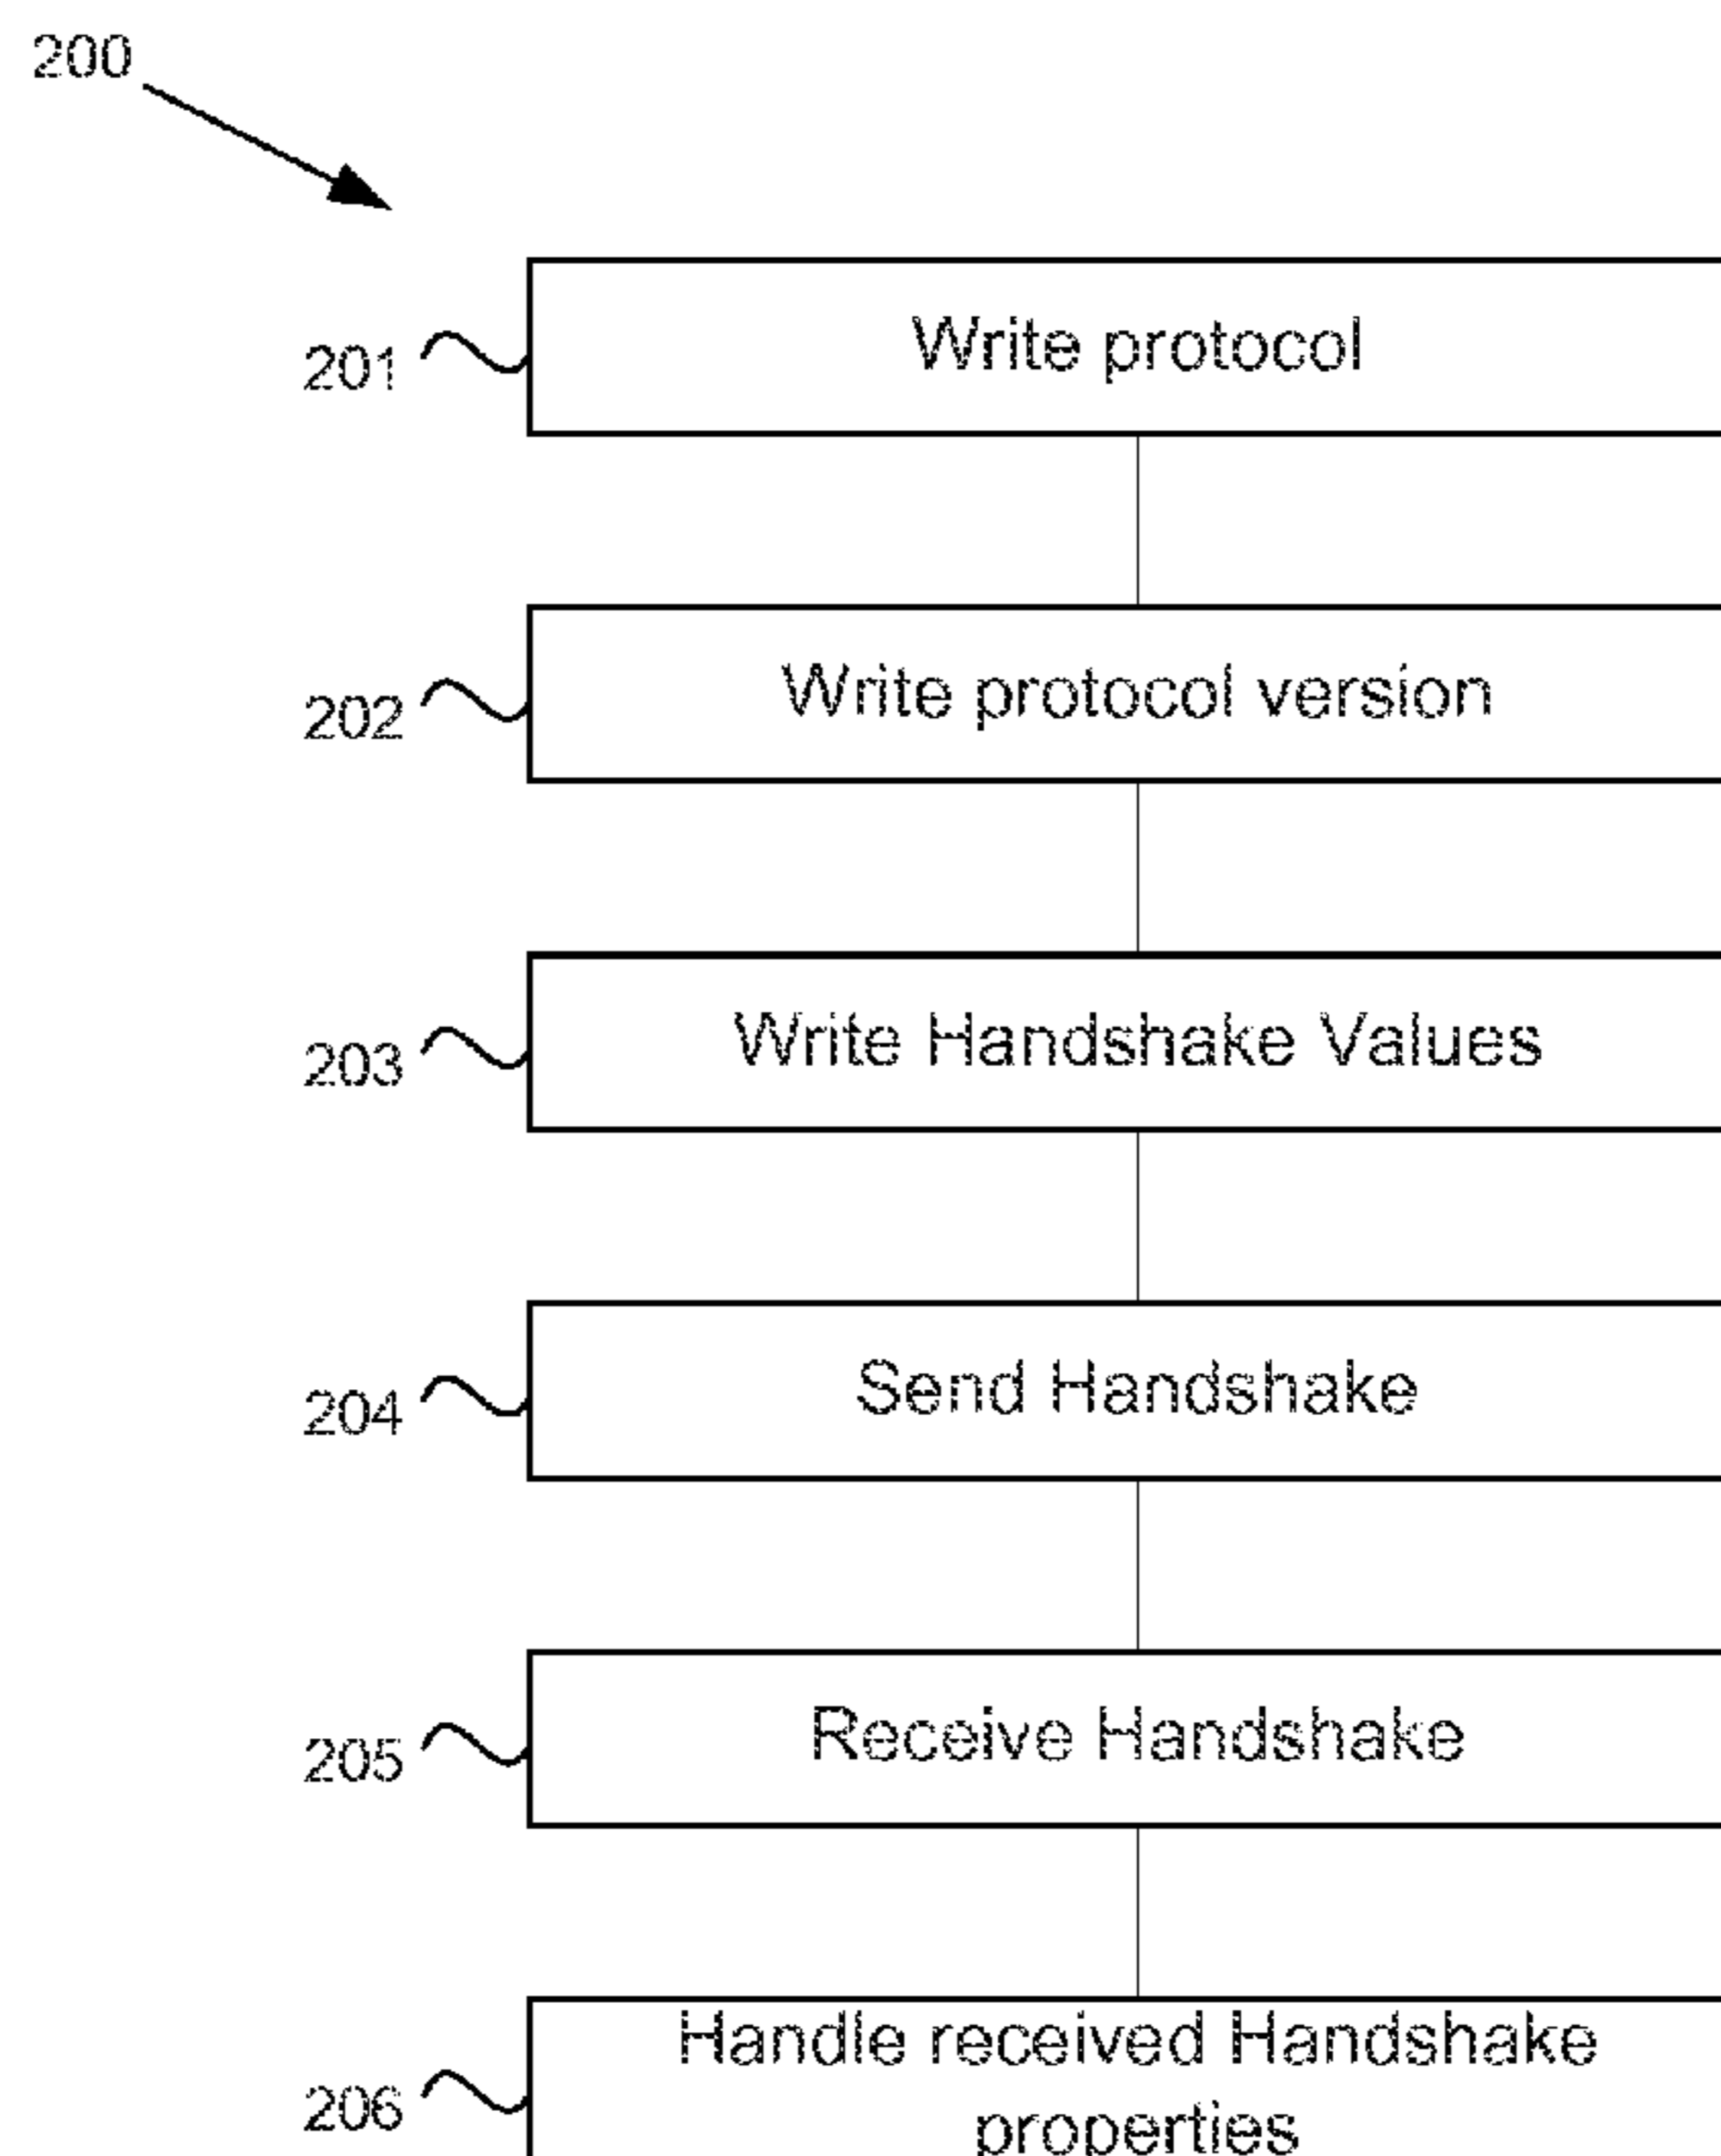 200
201
Write protocol
202
Write protocol version
203
Write Handshake Values
204
Send Handshake
205
Receive Handshake
206
Handle received Handshake
properties